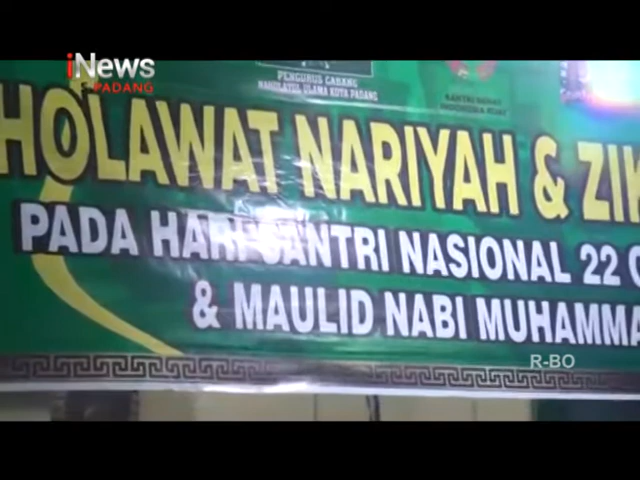 iNews
PADANG
PENGURUS CABANG
NAHDLATUL ULAMA KOTA PADANG
HOLAWAT NARIYAH & ZIK
PADA HARI SANTRI NASIONAL 22
& MAULID NABI MUHAMMA
R-BO